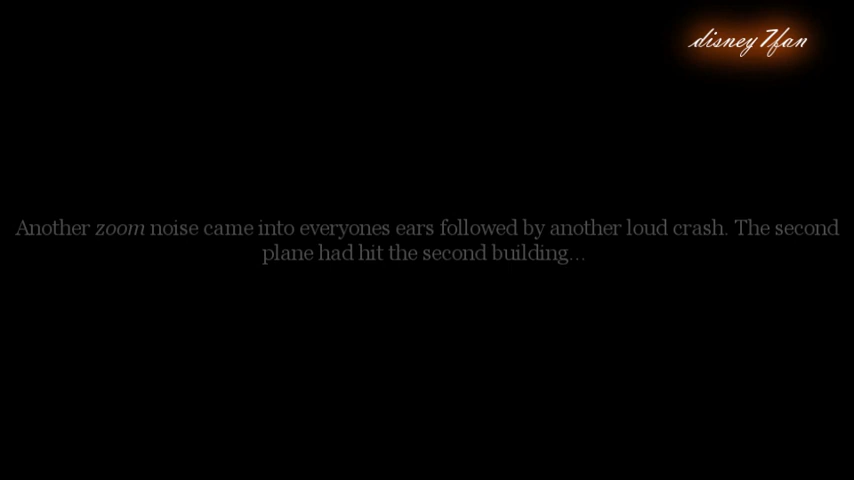 disney7fan
Another zoom noise came into everyones ears followed by another loud crash. The second
plane had hit the second building...